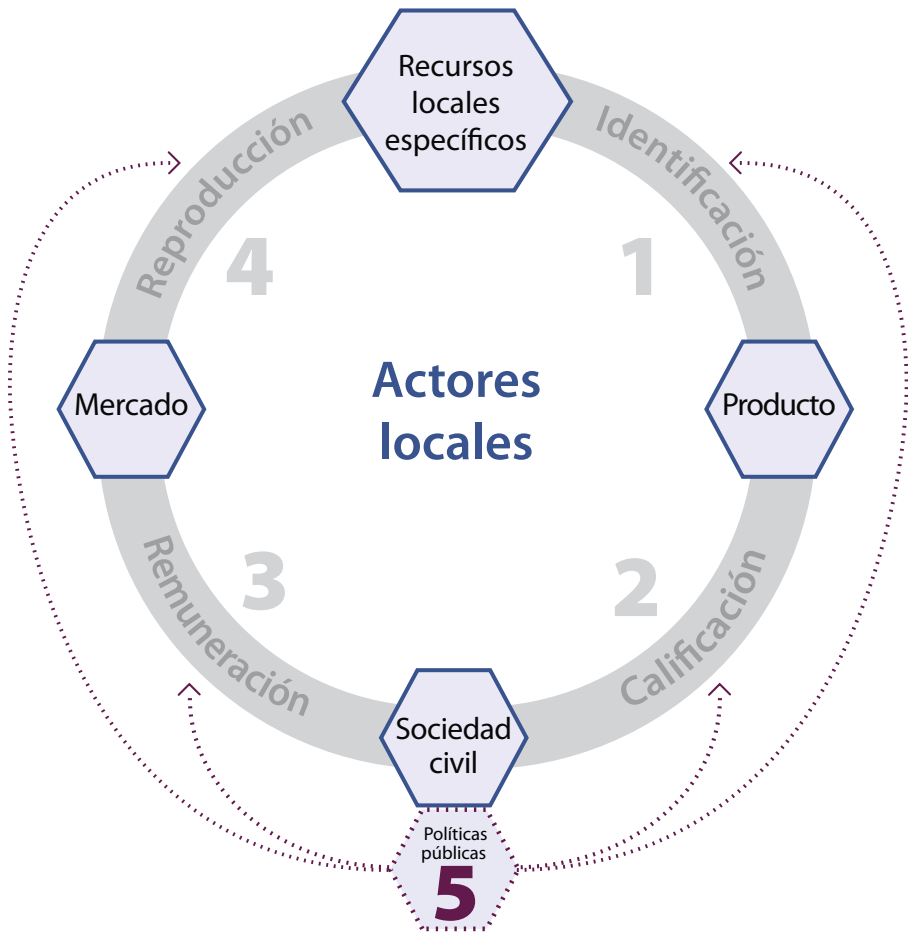 Recursos
locales
específicos
Identificación
1
Producto
2
Calificación
Sociedad
civil
3
Remuneración
Mercado
4
Reproducción
Actores
locales
Políticas
públicas
5